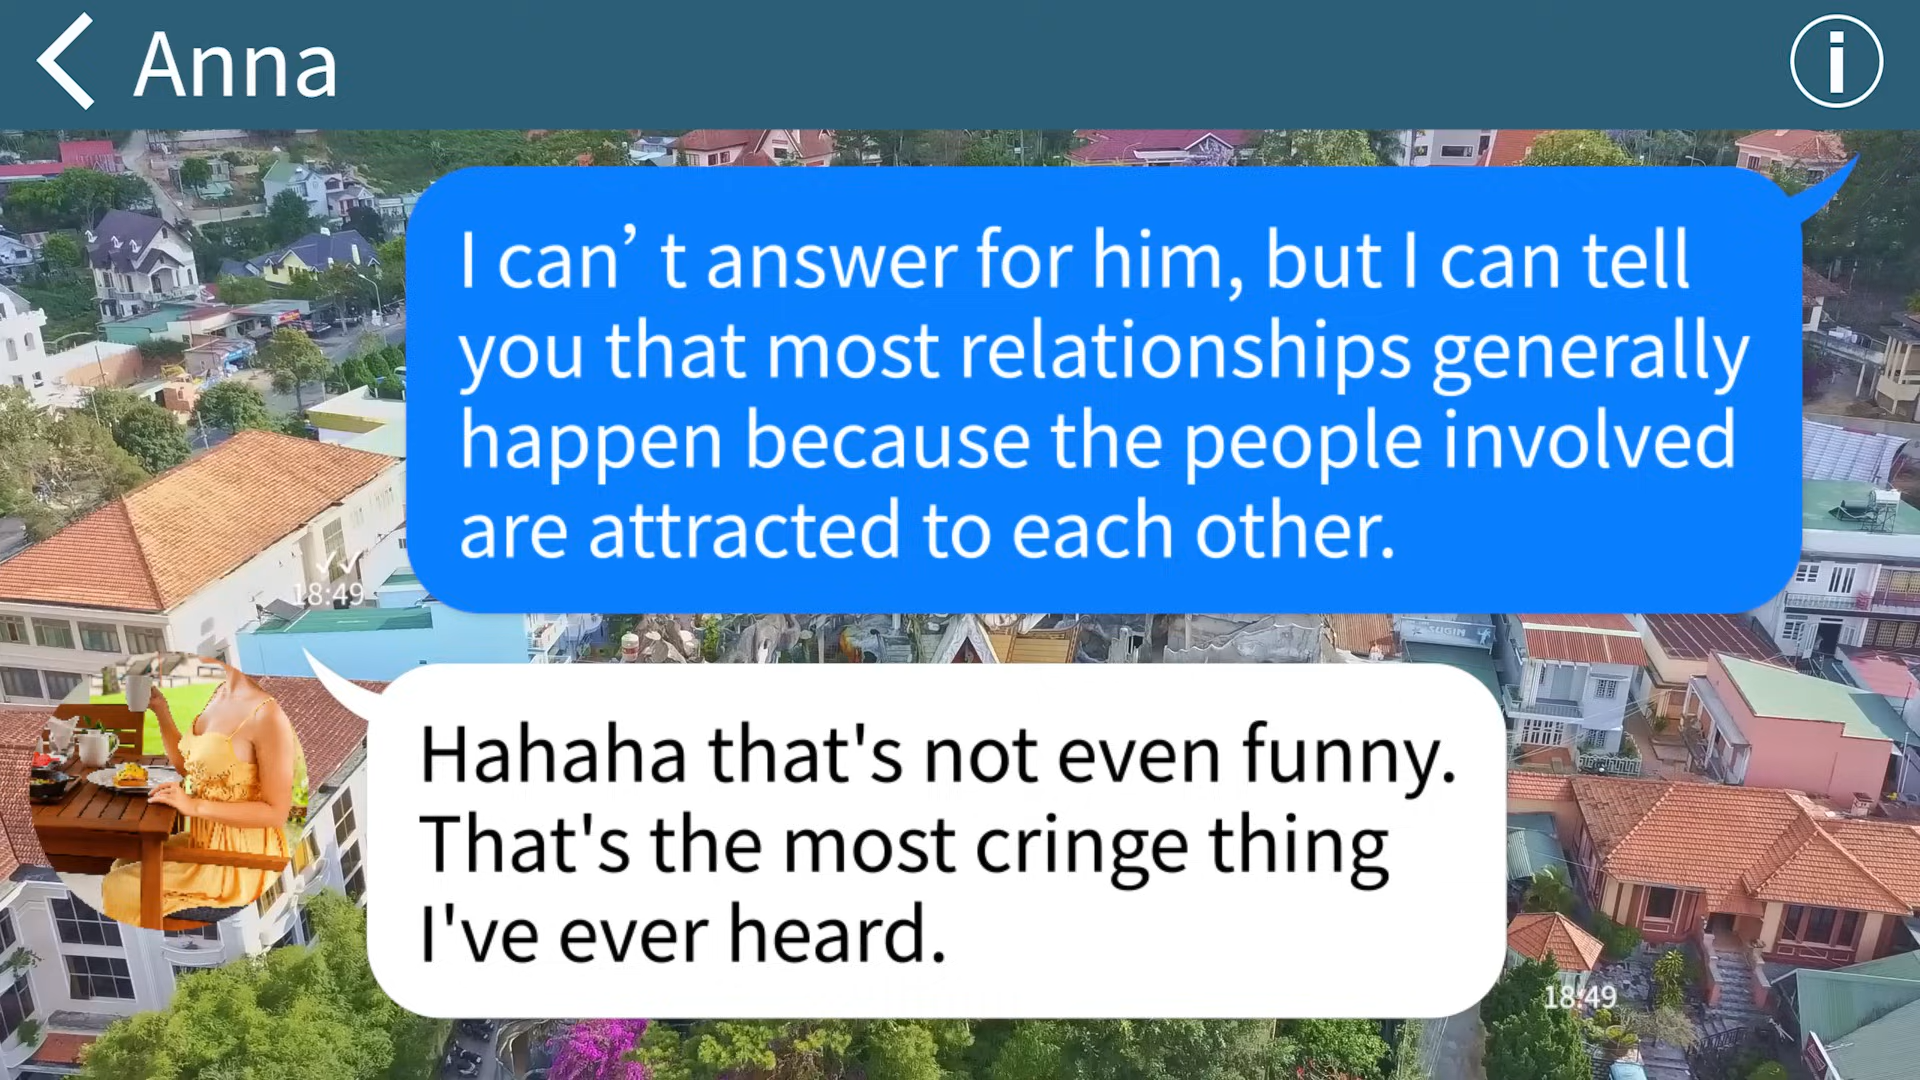 Anna
I can’t answer for him, but I can tell
you that most relationships generally
happen because the people involved
are attracted to each other.
18:49
Hahaha that's not even funny.
That's the most cringe thing
I've ever heard.
18:49